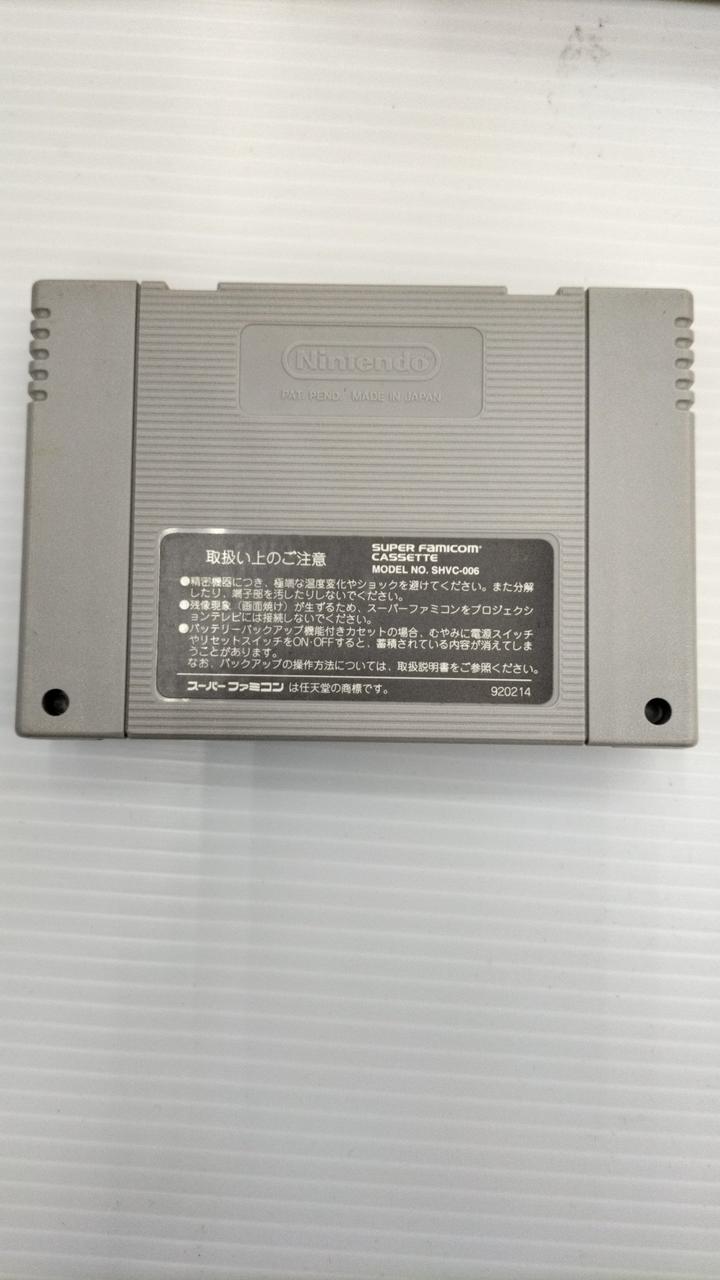 Nintendo
PAT. PEND. MADE IN JAPAN
取扱い上のご注意
SUPER FAMICOM
CASSETTE
MODEL NO. SHVC-006
●精密機器につき、極端な温度変化やショックを避けてください。また分解
したり、端子部を汚したりしないでください。
●残像現象（画面焼け）が生ずるため、スーパーファミコンをプロジェクシ
ョンテレビには接続しないでください。
●バッテリーバックアップ機能付きカセットの場合、むやみに電源スイッチ
やリセットスイッチをON・OFFすると、蓄積されている内容が消えてしま
うことがあります。
なお、バックアップの操作方法については、取扱説明書をご参照ください。
スーパーファミコンは任天堂の商標です。
920214